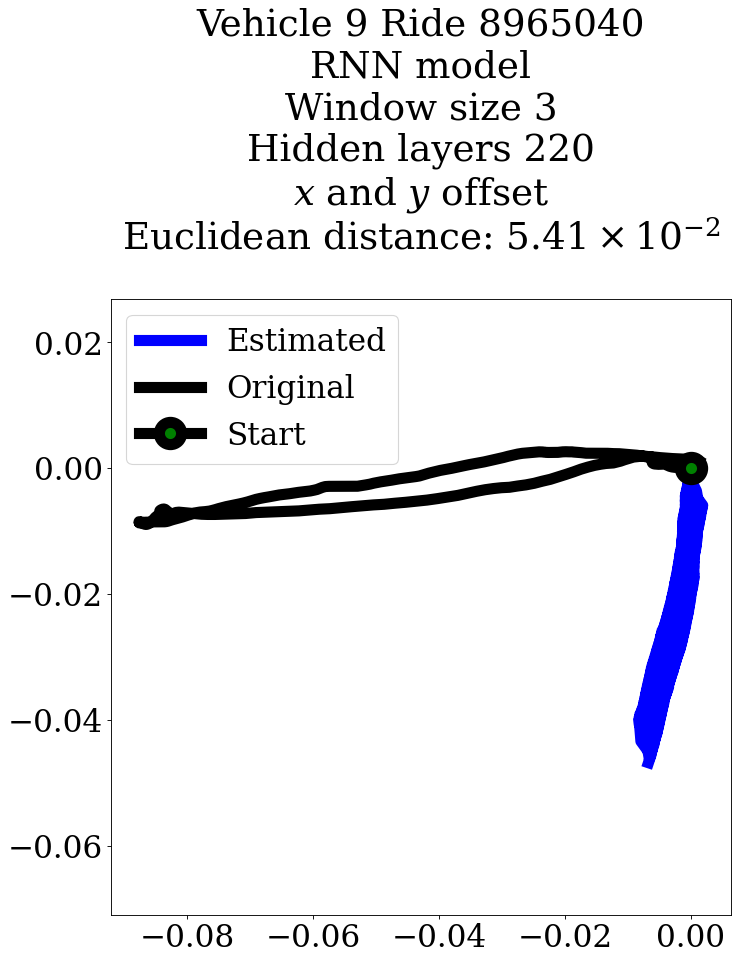 Vehicle 9 Ride 8965040
RNN model
Window size 3
Hidden layers 220
x and y offset
Euclidean distance: 5.41 × 10⁻²
Estimated
Original
Start
0.02
0.00
−0.02
−0.04
−0.06
−0.08 −0.06 −0.04 −0.02 0.00